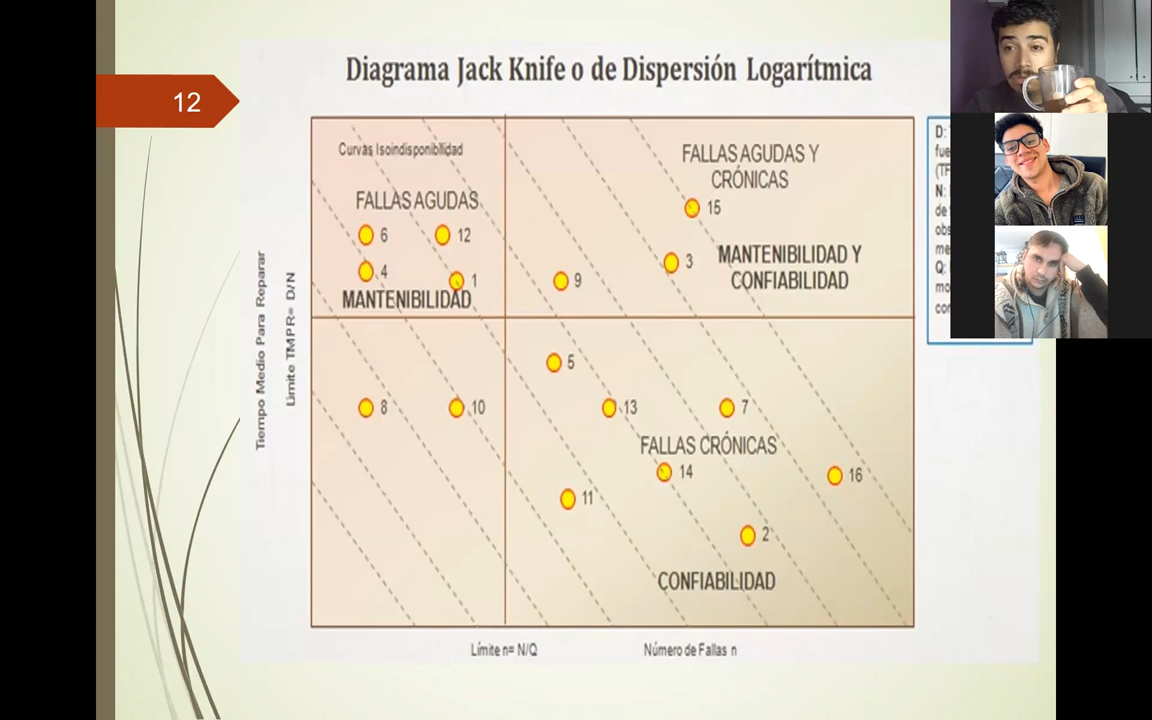 12
Diagrama Jack Knife o de Dispersión Logarítmica
Curvas Isoindisponibilidad
FALLAS AGUDAS
6
12
4
1
MANTENIBILIDAD
FALLAS AGUDAS Y
CRÓNICAS
15
3
MANTENIBILIDAD Y
CONFIABILIDAD
9
Tiempo Medio Para Reparar
Límite TMPR= D/N
5
8
10
13
7
FALLAS CRÓNICAS
14
16
11
2
CONFIABILIDAD
Límite n= N/Q
Número de Fallas n
D:
N:
de
Q: